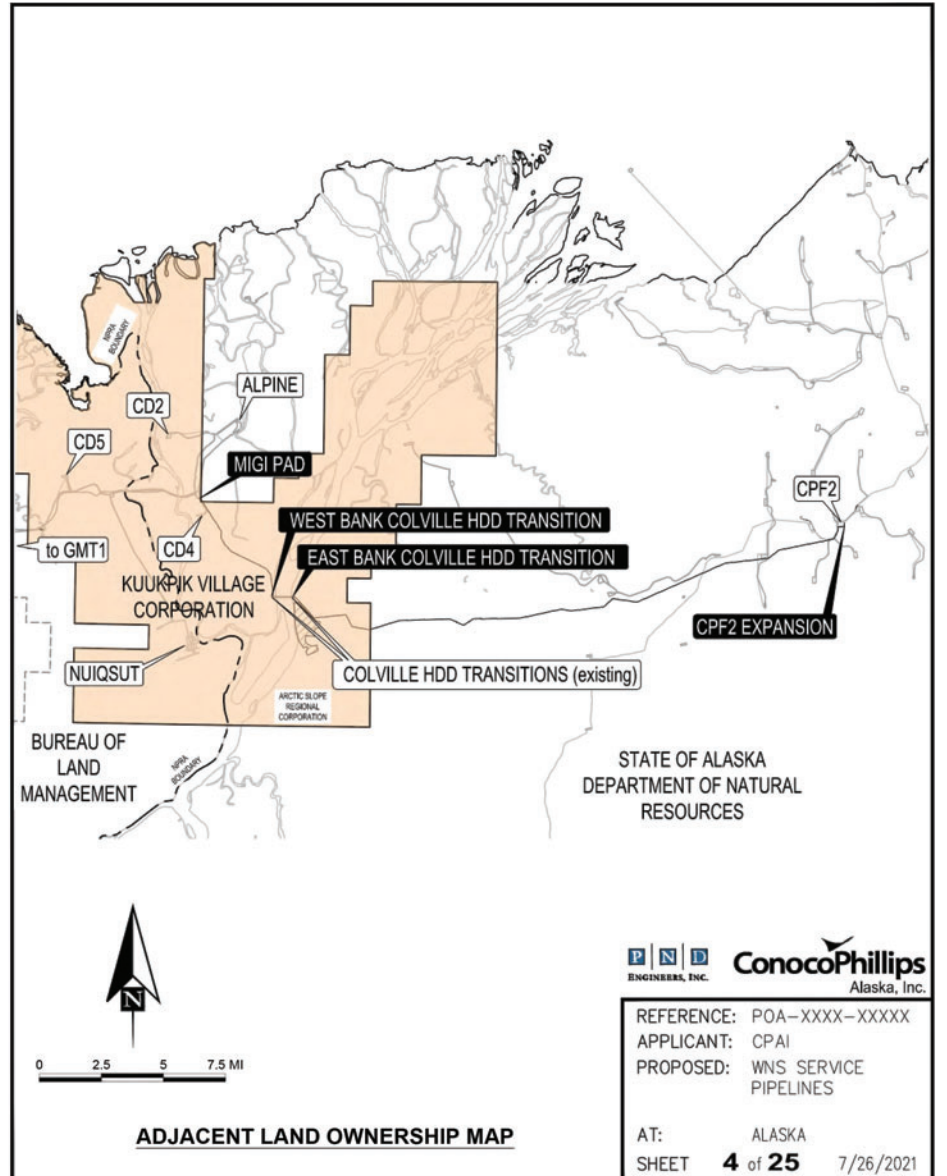 NPRA
BOUNDARY
CD2
ALPINE
CD5
MIGI PAD
WEST BANK COLVILLE HDD TRANSITION
CPF2
to GMT1
CD4
EAST BANK COLVILLE HDD TRANSITION
KUUKPIK VILLAGE
CORPORATION
CPF2 EXPANSION
NUIQSUT
COLVILLE HDD TRANSITIONS (existing)
ARCTIC SLOPE
REGIONAL
CORPORATION
BUREAU OF
LAND
MANAGEMENT
NPRA
BOUNDARY
STATE OF ALASKA
DEPARTMENT OF NATURAL
RESOURCES
N
0 2.5 5 7.5 MI
ADJACENT LAND OWNERSHIP MAP
P N D
ENGINEERS, INC.
ConocoPhillips
Alaska, Inc.
REFERENCE: POA-XXXX-XXXXX
APPLICANT: CPAI
PROPOSED: WNS SERVICE
PIPELINES
AT: ALASKA
SHEET 4 of 25 7/26/2021